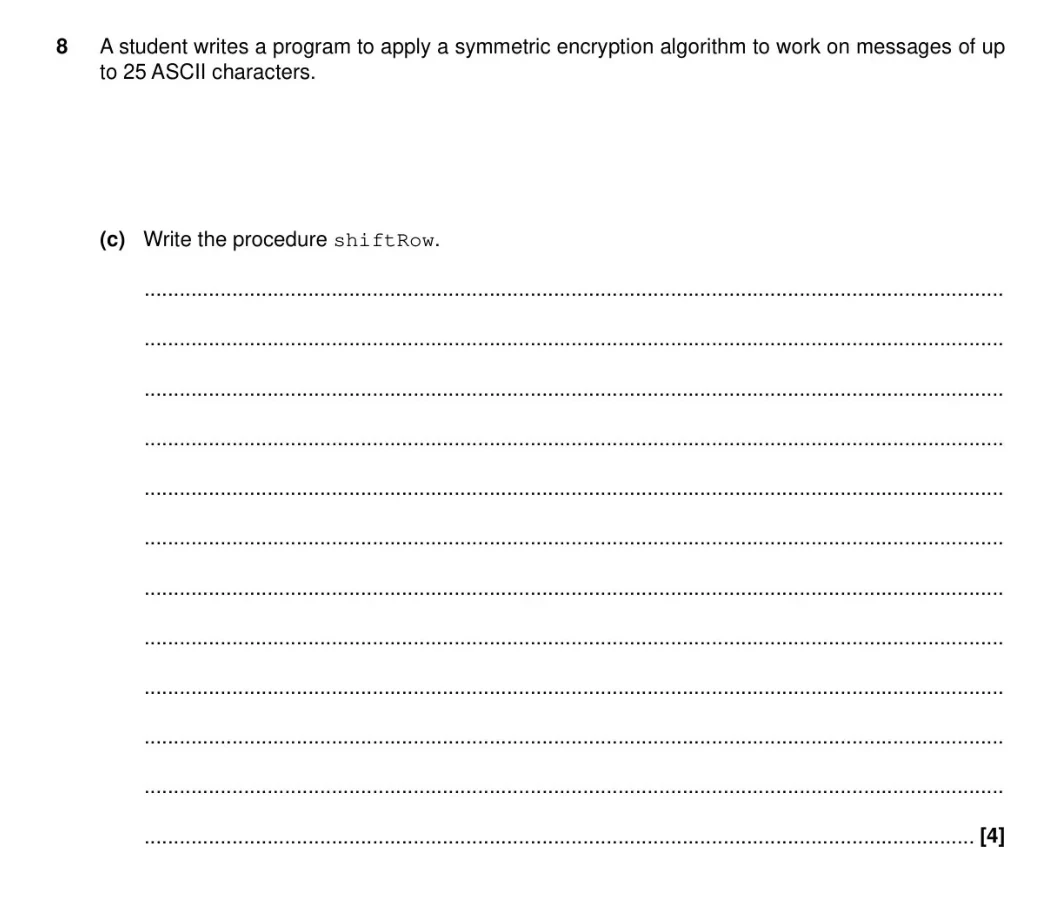 8 A student writes a program to apply a symmetric encryption algorithm to work on messages of up
to 25 ASCII characters.
(c) Write the procedure shiftRow.
[4]